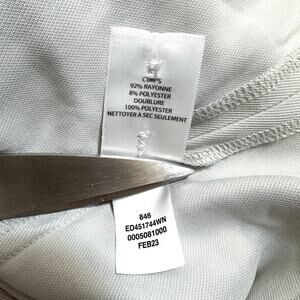 CORPS
92% RAYONNE
8% POLYESTER
DOUBLURE
100% POLYESTER
NETTOYER À SEC SEULEMENT
846
ED451744WN
0005081000
FEB23